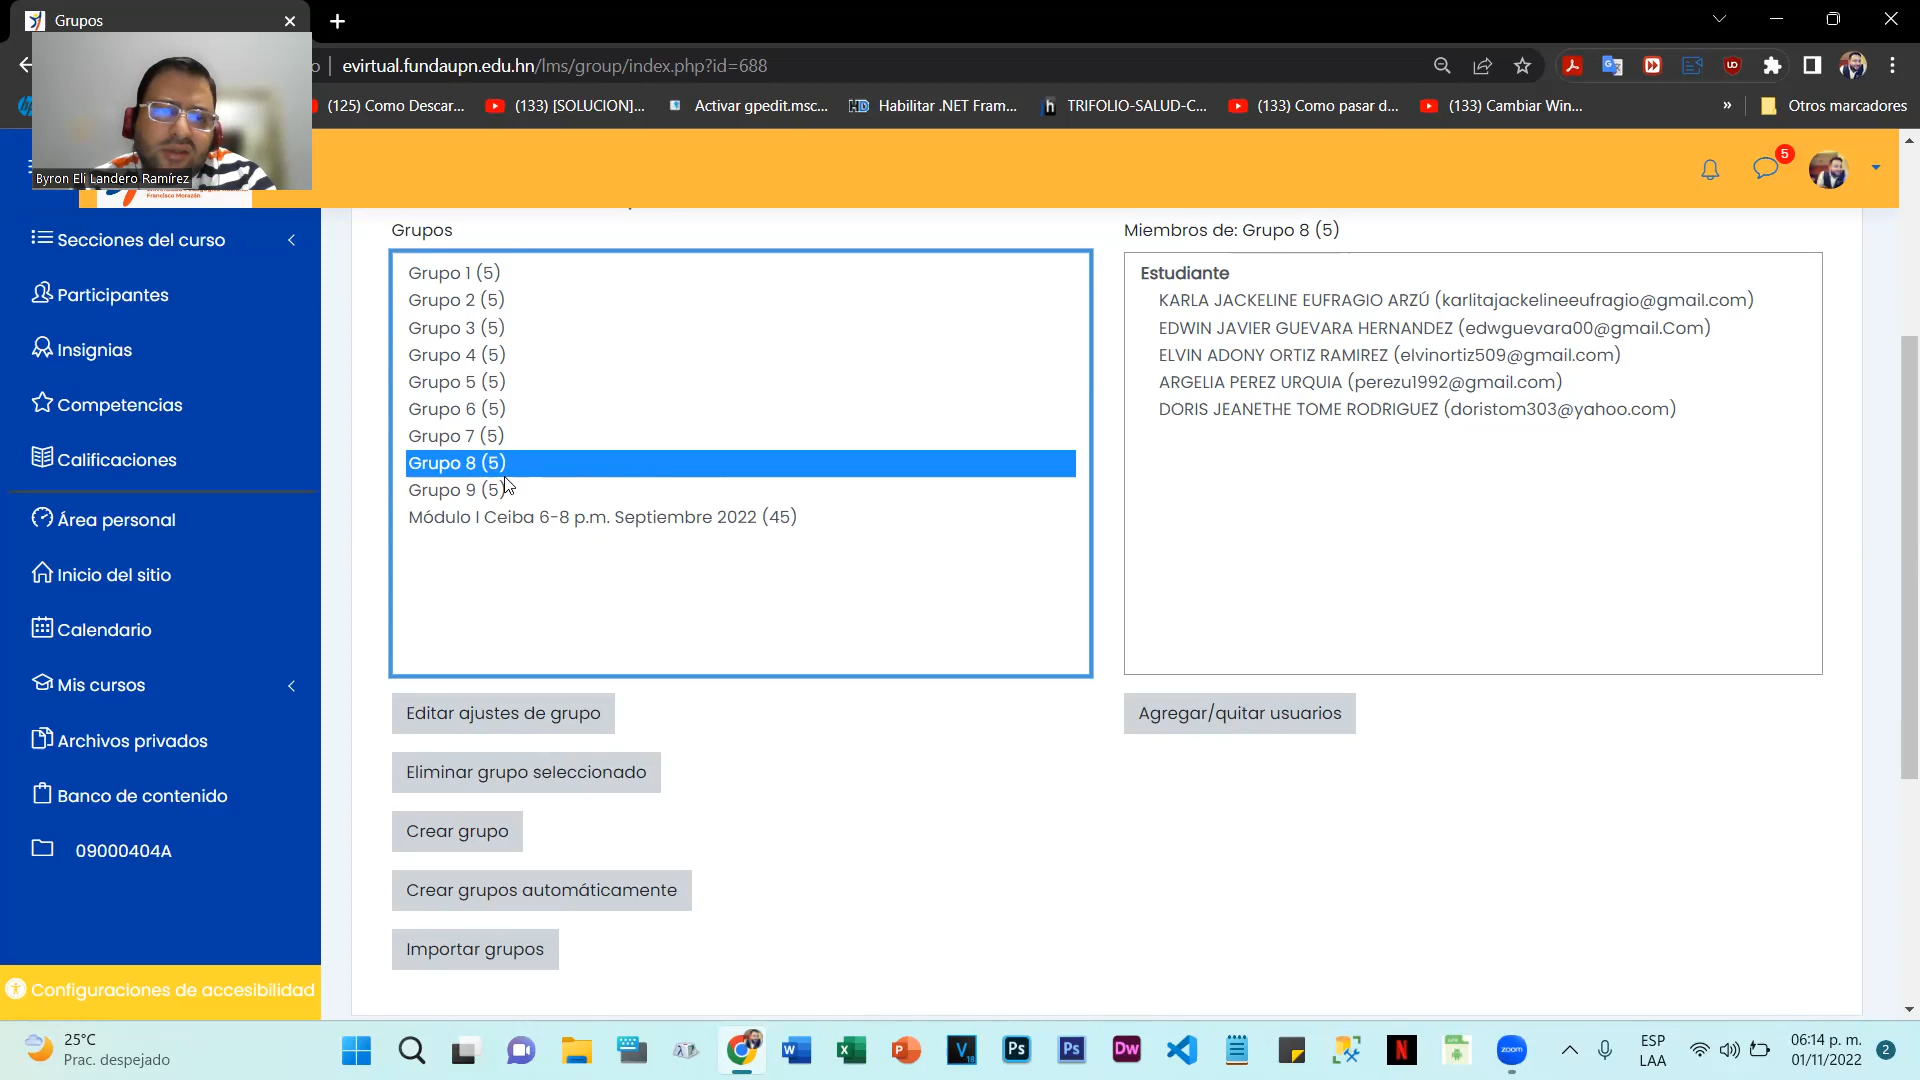 Grupos
evirtual.fundaupn.edu.hn/lms/group/index.php?id=688
(125) Como Descar...
(133) [SOLUCION]...
Activar gpedit.msc...
Habilitar .NET Fram...
TRIFOLIO-SALUD-C...
(133) Como pasar d...
(133) Cambiar Win...
»
Otros marcadores
Byron Elí Landero Ramírez
Francisco Morazán
5
Secciones del curso
Participantes
Insignias
Competencias
Calificaciones
Área personal
Inicio del sitio
Calendario
Mis cursos
Archivos privados
Banco de contenido
09000404A
Configuraciones de accesibilidad
Grupos
Grupo 1 (5)
Grupo 2 (5)
Grupo 3 (5)
Grupo 4 (5)
Grupo 5 (5)
Grupo 6 (5)
Grupo 7 (5)
Grupo 8 (5)
Grupo 9 (5)
Módulo I Ceiba 6-8 p.m. Septiembre 2022 (45)
Editar ajustes de grupo
Eliminar grupo seleccionado
Crear grupo
Crear grupos automáticamente
Importar grupos
Miembros de: Grupo 8 (5)
Estudiante
KARLA JACKELINE EUFRAGIO ARZÚ (karlitajackelineeufragio@gmail.com)
EDWIN JAVIER GUEVARA HERNANDEZ (edwguevara00@gmail.Com)
ELVIN ADONY ORTIZ RAMIREZ (elvinortiz509@gmail.com)
ARGELIA PEREZ URQUIA (perezu1992@gmail.com)
DORIS JEANETHE TOME RODRIGUEZ (doristom303@yahoo.com)
Agregar/quitar usuarios
25°C
Prac. despejado
zoom
ESP
LAA
06:14 p. m.
01/11/2022
2